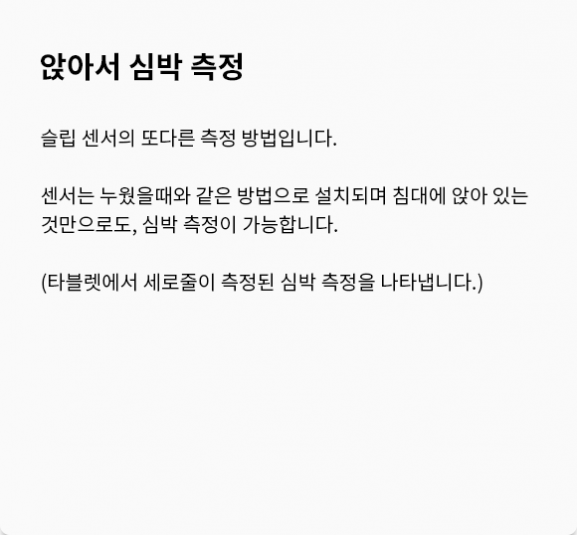 앉아서 심박 측정
슬립 센서의 또다른 측정 방법입니다.
센서는 누웠을때와 같은 방법으로 설치되며 침대에 앉아 있는
것만으로도, 심박 측정이 가능합니다.
(타블렛에서 세로줄이 측정된 심박 측정을 나타냅니다.)